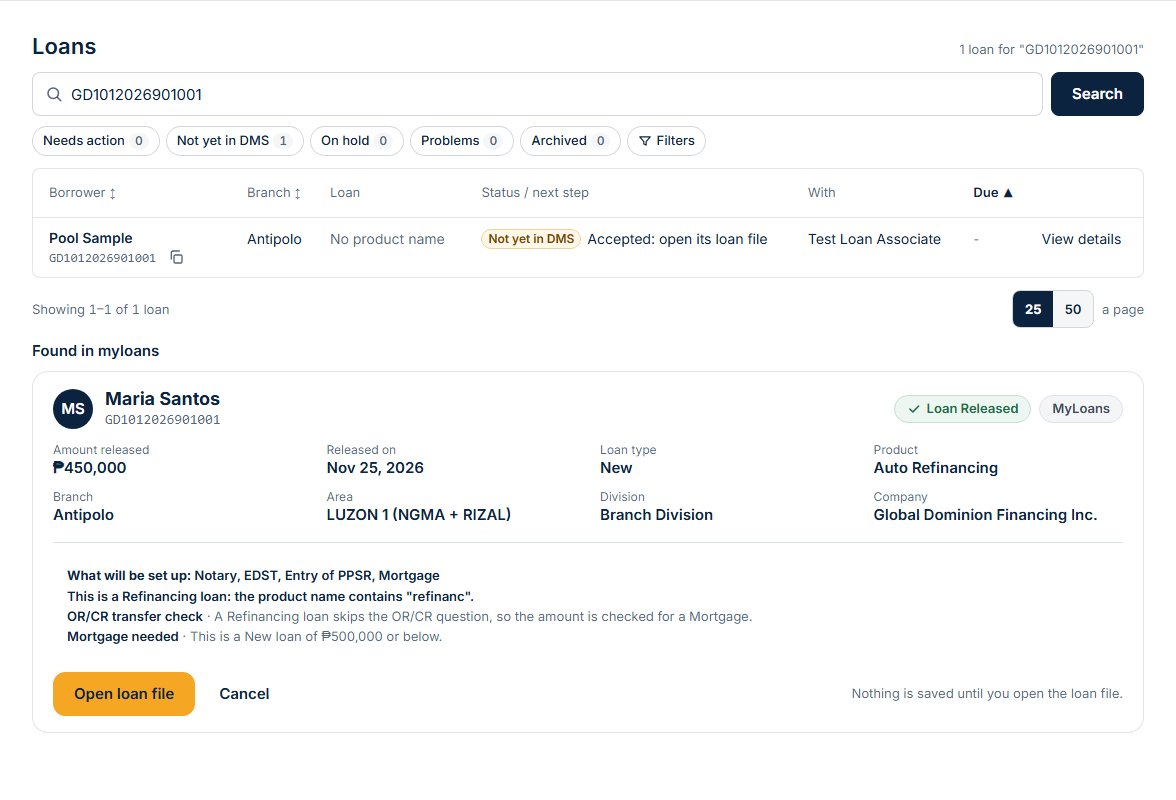 Loans
1 loan for "GD1012026901001"
GD1012026901001
Search
Needs action 0
Not yet in DMS 1
On hold 0
Problems 0
Archived 0
Filters
Borrower ↕ Branch ↕ Loan Status / next step With Due ▲
Pool Sample Antipolo No product name Not yet in DMS Accepted: open its loan file Test Loan Associate - View details
GD1012026901001
Showing 1–1 of 1 loan
25 50 a page
Found in myloans
MS
Maria Santos
GD1012026901001
✓ Loan Released
MyLoans
Amount released Released on Loan type Product
₱450,000 Nov 25, 2026 New Auto Refinancing
Branch Area Division Company
Antipolo LUZON 1 (NGMA + RIZAL) Branch Division Global Dominion Financing Inc.
What will be set up: Notary, EDST, Entry of PPSR, Mortgage
This is a Refinancing loan: the product name contains "refinanc".
OR/CR transfer check · A Refinancing loan skips the OR/CR question, so the amount is checked for a Mortgage.
Mortgage needed · This is a New loan of ₱500,000 or below.
Open loan file Cancel Nothing is saved until you open the loan file.